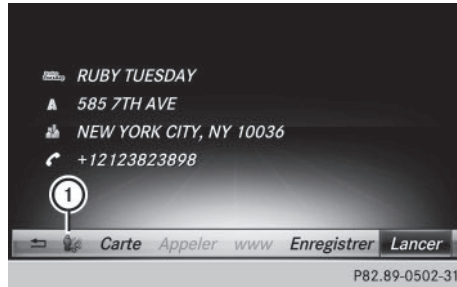 RUBY TUESDAY
A 585 7TH AVE
NEW YORK CITY, NY 10036
+12123823898
1
Carte Appeler www Enregistrer Lancer
P82.89-0502-31